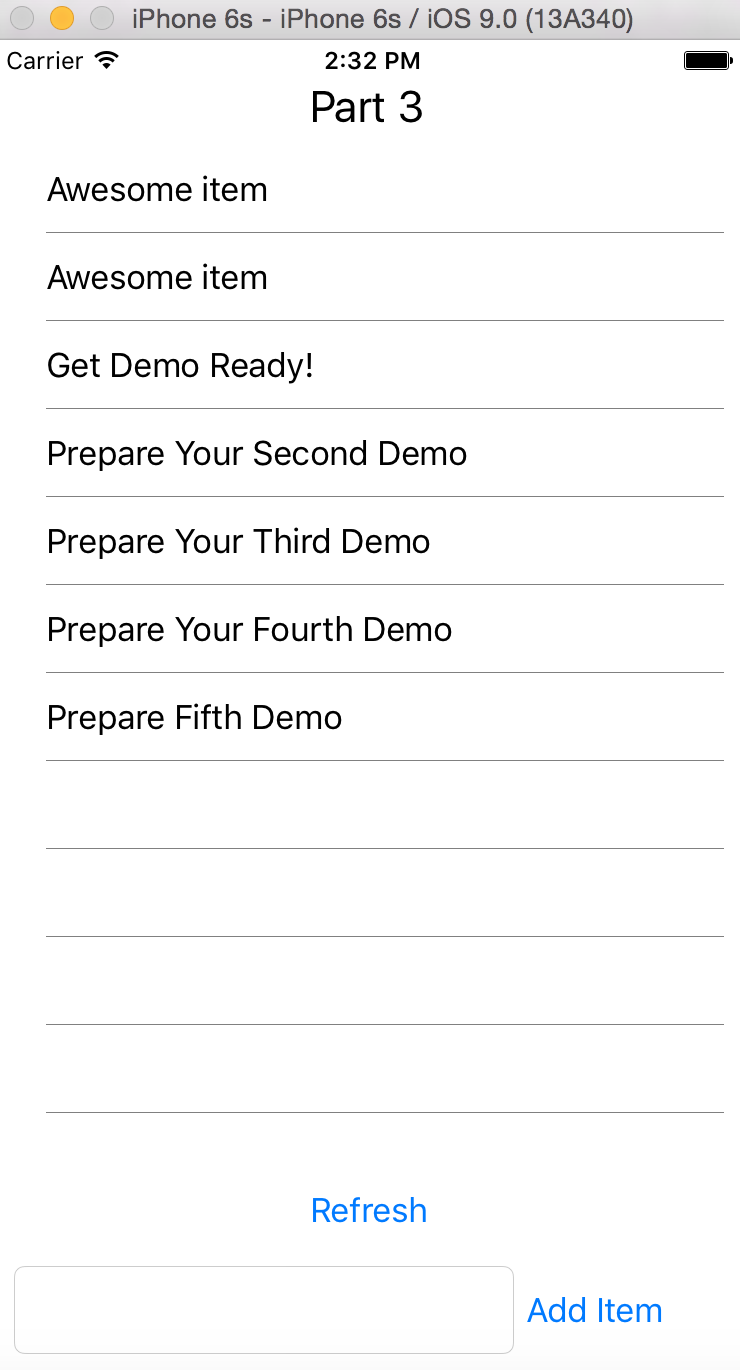 iPhone 6s - iPhone 6s / iOS 9.0 (13A340)
Carrier 2:32 PM
Part 3
Awesome item
Awesome item
Get Demo Ready!
Prepare Your Second Demo
Prepare Your Third Demo
Prepare Your Fourth Demo
Prepare Fifth Demo
Refresh
Add Item